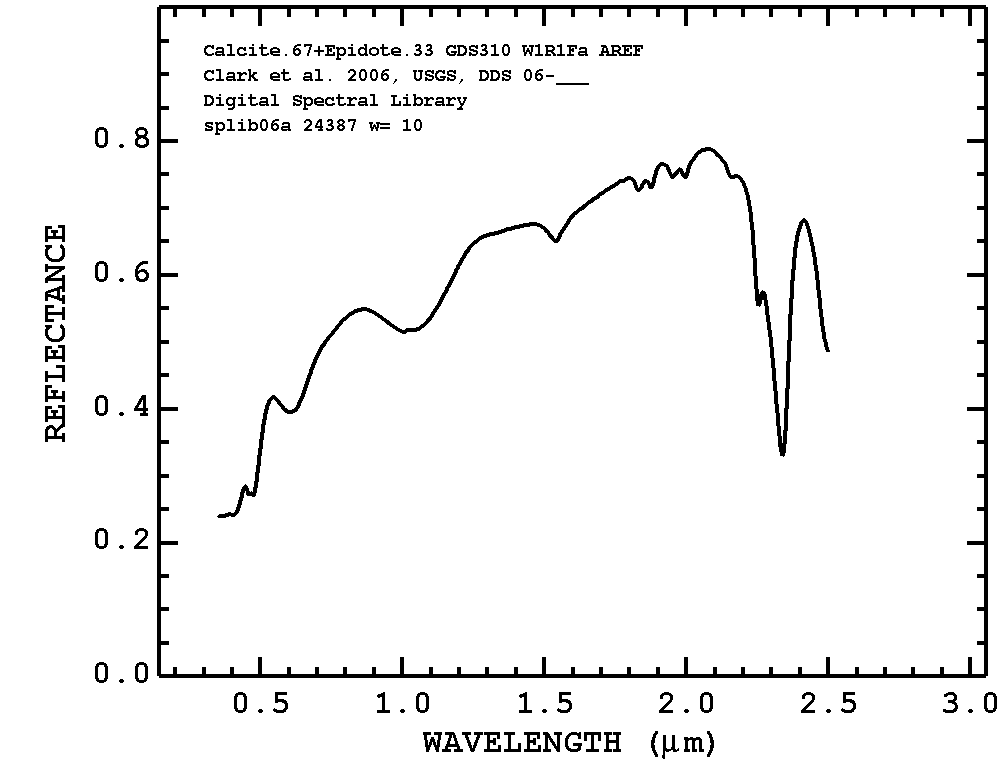 Calcite.67+Epidote.33 GDS310 W1R1Fa AREF
Clark et al. 2006, USGS, DDS 06-___
Digital Spectral Library
splib06a 24387 w= 10
0.8
0.6
0.4
0.2
0.0
REFLECTANCE
0.5 1.0 1.5 2.0 2.5 3.0
WAVELENGTH (μm)